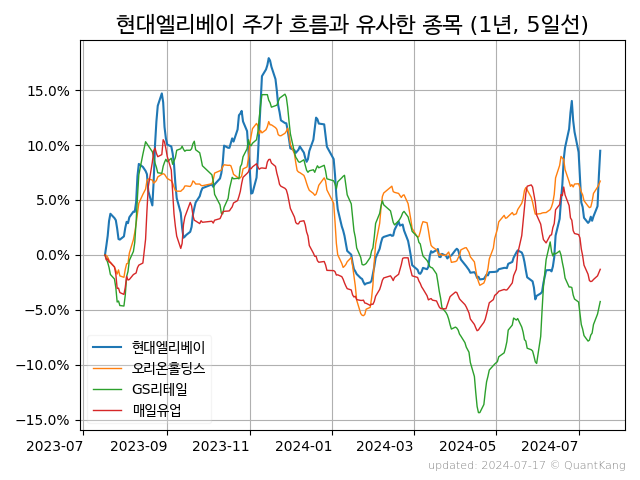 현대엘리베이 주가 흐름과 유사한 종목 (1년, 5일선)
15.0%
10.0%
5.0%
0.0%
−5.0%
−10.0%
−15.0%
현대엘리베이
오리온홀딩스
GS리테일
매일유업
2023-07 2023-09 2023-11 2024-01 2024-03 2024-05 2024-07
updated: 2024-07-17 © QuantKang